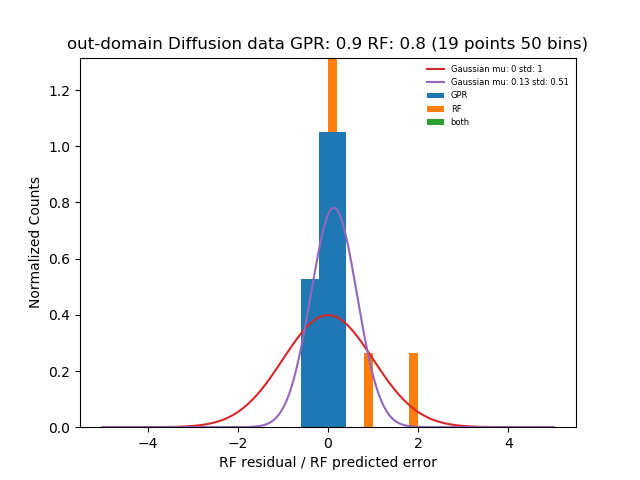 out-domain Diffusion data GPR: 0.9 RF: 0.8 (19 points 50 bins)
Gaussian mu: 0 std: 1
Gaussian mu: 0.13 std: 0.51
GPR
RF
both
Normalized Counts
1.2
1.0
0.8
0.6
0.4
0.2
0.0
−4 −2 0 2 4
RF residual / RF predicted error